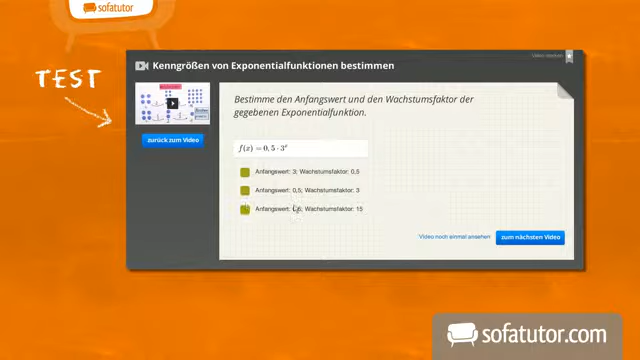 sofatutor
Kenngrößen von Exponentialfunktionen bestimmen
TEST
Bestimme den Anfangswert und den Wachstumsfaktor der
gegebenen Exponentialfunktion.
zurück zum Video
f(x) = 0,5 · 3ˣ
Anfangswert: 3; Wachstumsfaktor: 0.5
Anfangswert: 0,5; Wachstumsfaktor: 3
Anfangswert: Wachstumsfaktor: 15
Video noch einmal ansehen
zum nächsten Video
sofatutor.com